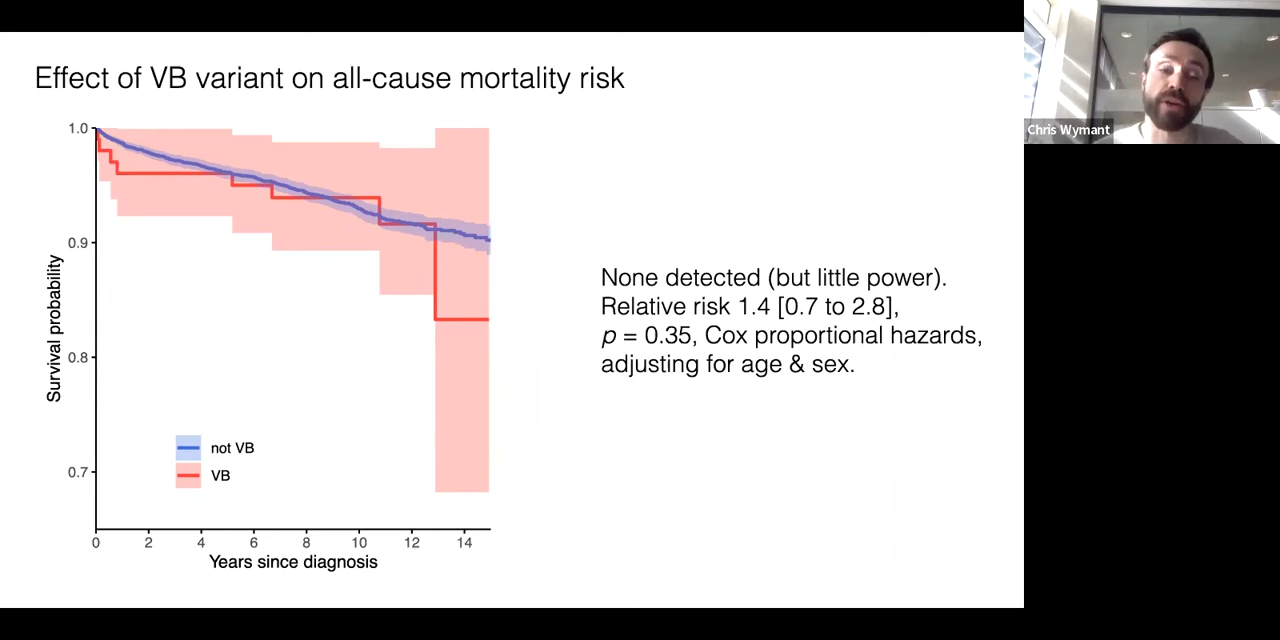 Effect of VB variant on all-cause mortality risk
Chris Wymant
1.0
0.9
0.8
0.7
Survival probability
not VB
VB
0 2 4 6 8 10 12 14
Years since diagnosis
None detected (but little power).
Relative risk 1.4 [0.7 to 2.8],
p = 0.35, Cox proportional hazards,
adjusting for age & sex.